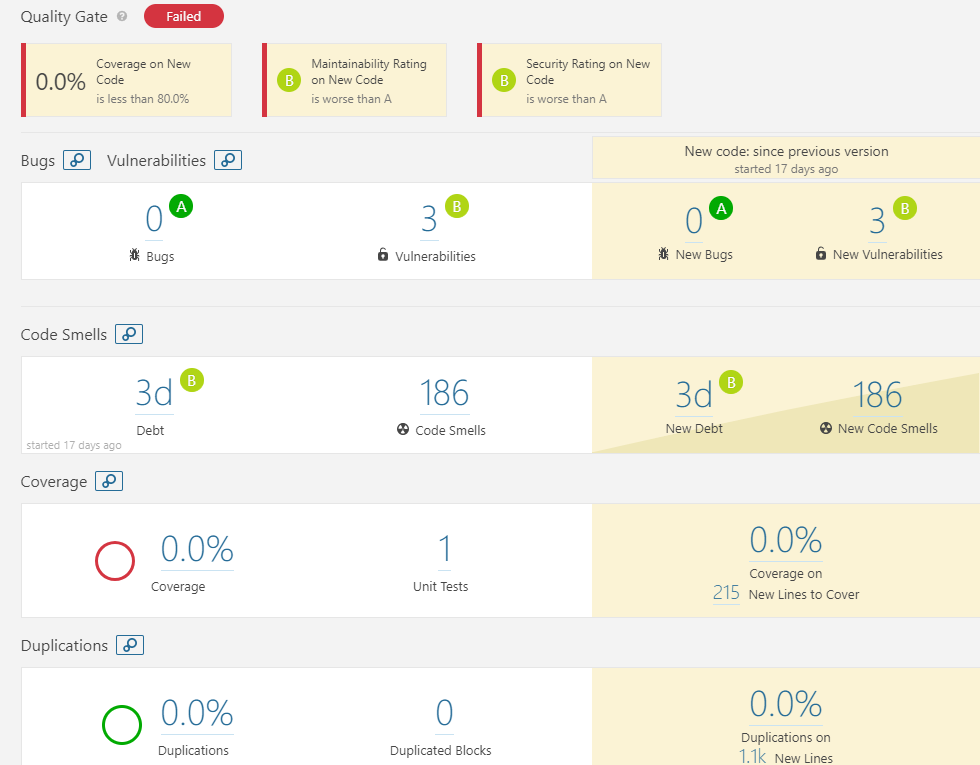 Quality Gate ? Failed
0.0% Coverage on New
Code
is less than 80.0%
B Maintainability Rating
on New Code
is worse than A
B Security Rating on New
Code
is worse than A
Bugs Vulnerabilities
New code: since previous version
started 17 days ago
0 A
Bugs
3 B
Vulnerabilities
0 A
New Bugs
3 B
New Vulnerabilities
Code Smells
3d B
Debt
186
Code Smells
started 17 days ago
3d B
New Debt
186
New Code Smells
Coverage
0.0%
Coverage
1
Unit Tests
0.0%
Coverage on
215 New Lines to Cover
Duplications
0.0%
Duplications
0
Duplicated Blocks
0.0%
Duplications on
1.1k New Lines